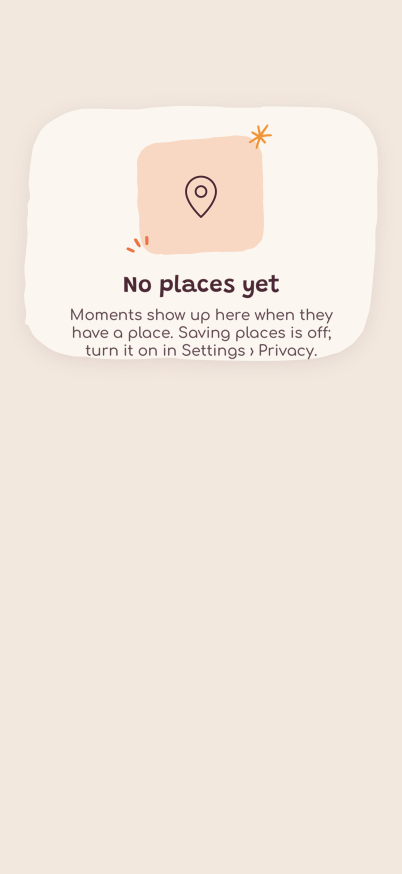 No places yet
Moments show up here when they
have a place. Saving places is off;
turn it on in Settings › Privacy.